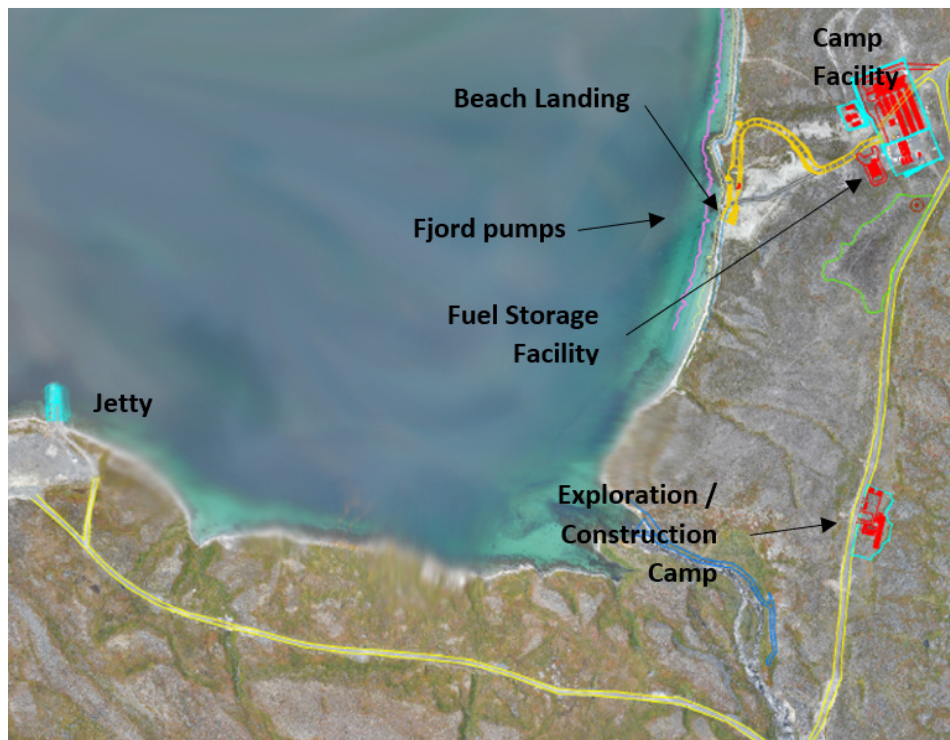 Camp
Facility
Beach Landing
Fjord pumps
Fuel Storage
Facility
Jetty
Exploration /
Construction
Camp